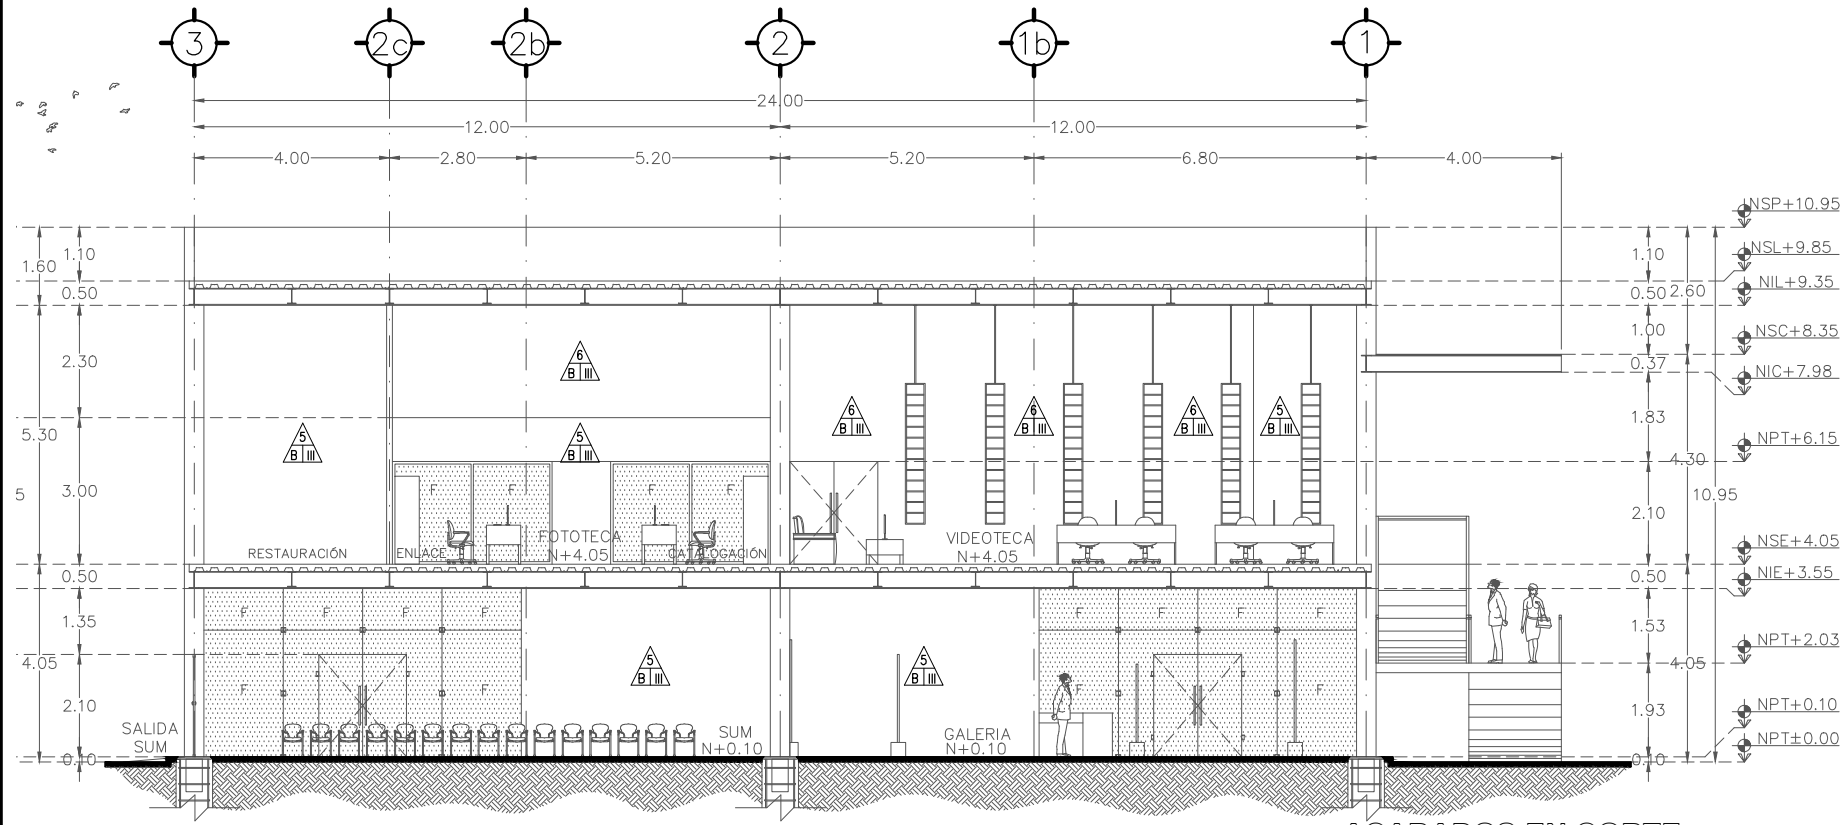 3 2c 2b 2 1b 1
24.00
12.00 12.00
4.00 2.80 5.20 5.20 6.80 4.00
NSP+10.95
1.60 1.10 1.10 NSL+9.85
0.50 0.50 2.60 NIL+9.35
1.00 NSC+8.35
2.30 6 0.37 NIC+7.98
B III
6 6 6 5
B III B III B III B III
5.30 5 5 1.83 NPT+6.15
B III B III
4.30
5 3.00 F F F F 10.95
2.10
FOTOTECA VIDEOTECA
RESTAURACIÓN ENLACE N+4.05 CATALOGACIÓN N+4.05 NSE+4.05
0.50 0.50 NIE+3.55
F F F F F F
1.35 1.53
4.05 5 5 4.05 NPT+2.03
B III B III
F F F F
2.10 1.93 NPT+0.10
SALIDA SUM GALERIA
SUM N+0.10 N+0.10 NPT±0.00
0.10 0.10